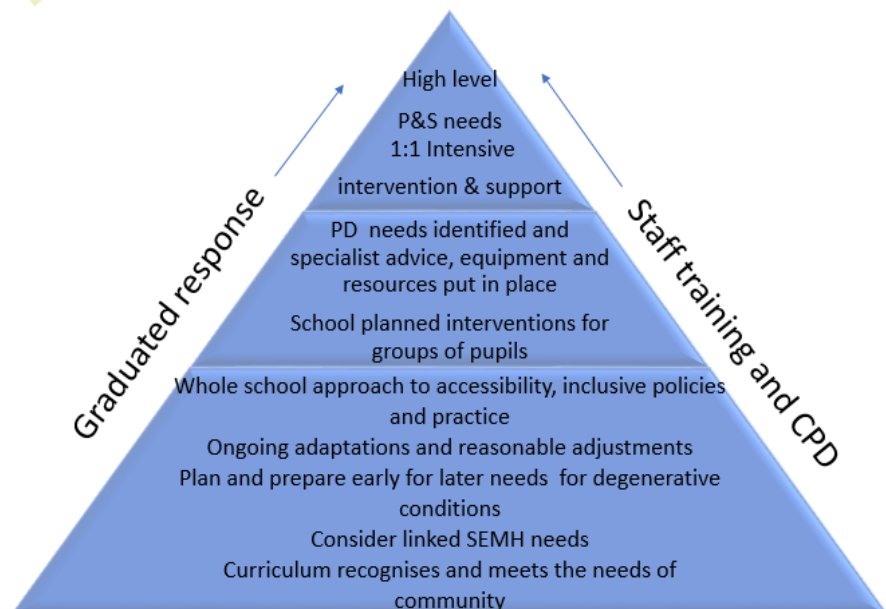 High level
P&S needs
1:1 Intensive
intervention & support
PD needs identified and
specialist advice, equipment and
resources put in place
School planned interventions for
groups of pupils
Whole school approach to accessibility, inclusive policies
and practice
Ongoing adaptations and reasonable adjustments
Plan and prepare early for later needs for degenerative
conditions
Consider linked SEMH needs
Curriculum recognises and meets the needs of
community
Graduated response
Staff training and CPD